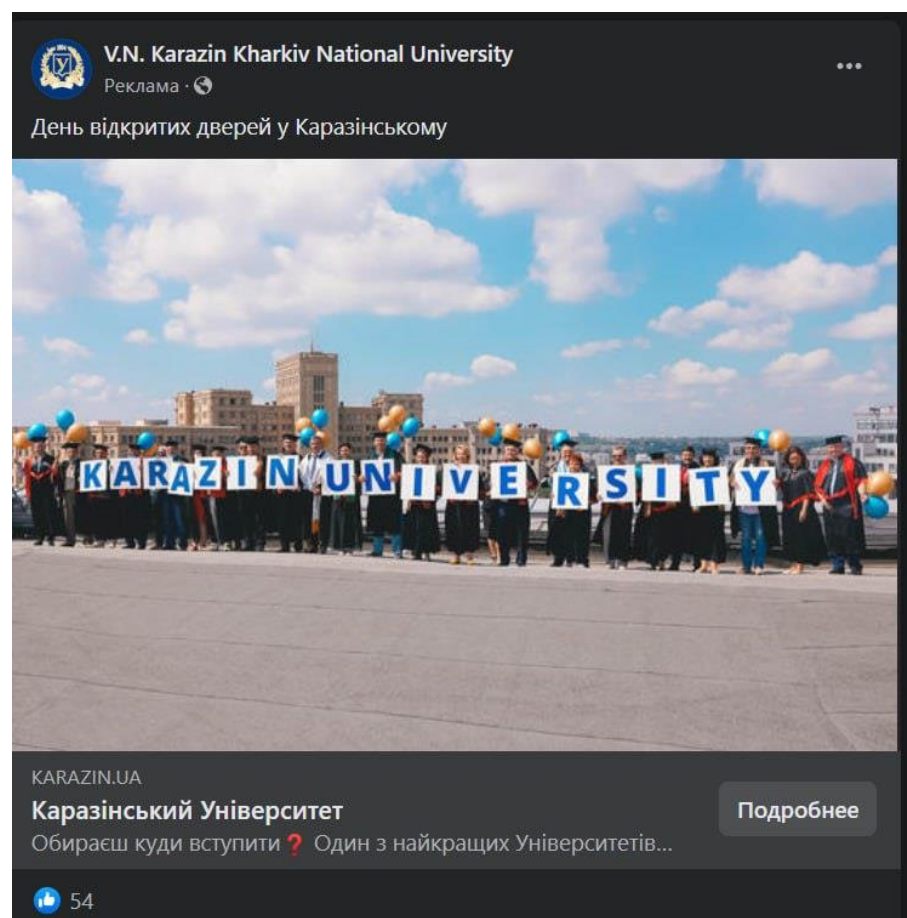 V.N. Karazin Kharkiv National University
Реклама ·
День відкритих дверей у Каразінському
KARAZIN UNIVERSITY
KARAZIN.UA
Каразінський Університет
Подробнее
Обираєш куди вступити❓ Один з найкращих Університетів...
54